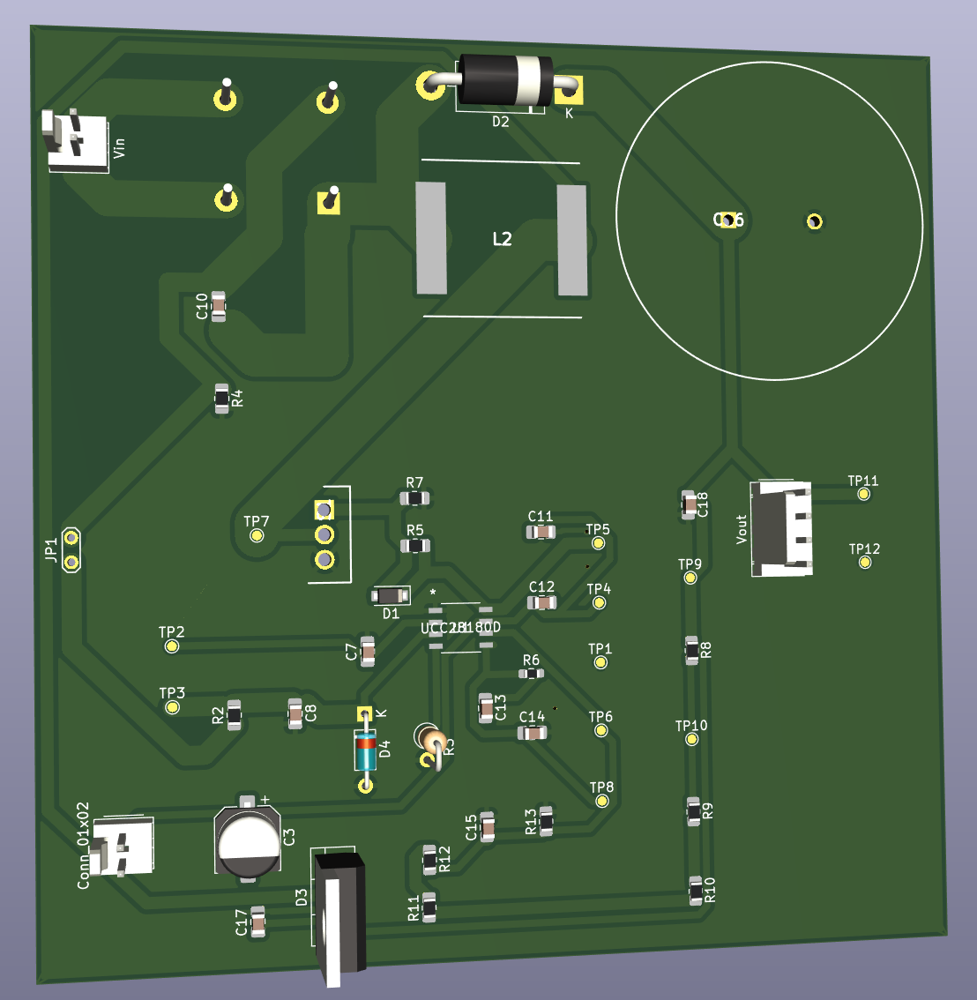 D2
K
Vin
L2
C 6
C10
R4
R7
R5
D1
*
TP7
JP1
TP2
TP3
C7
R2
C8
K
D4
R3
C11
TP5
C12
TP4
TP1
R6
C13
C14
TP6
TP8
C18
Vout
TP11
TP12
TP9
R8
TP10
R9
R10
C15
R13
R12
R11
Conn_01x02
+
C3
D3
C17